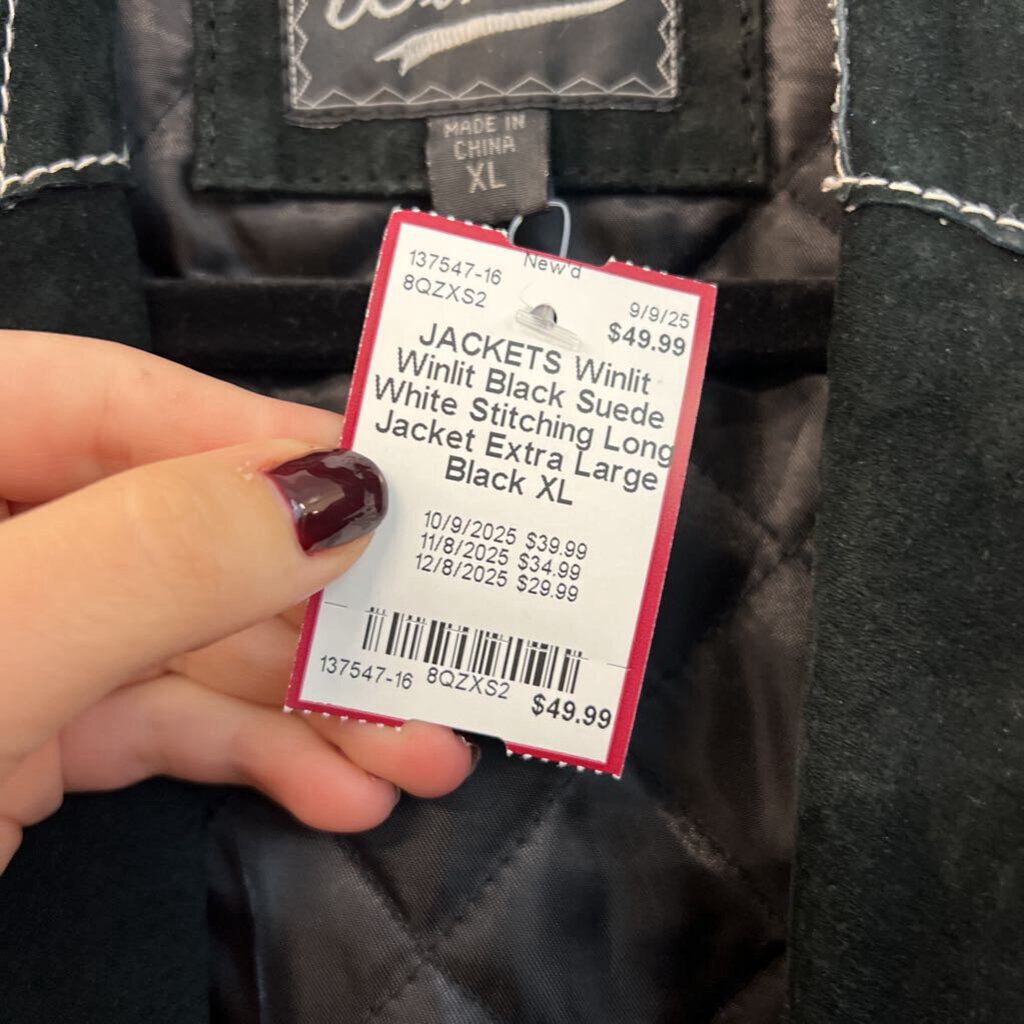 MADE IN
CHINA
XL
137547-16 New'd
8QZXS2 9/9/25
$49.99
JACKETS Winlit
Winlit Black Suede
White Stitching Long
Jacket Extra Large
Black XL
10/9/2025 $39.99
11/8/2025 $34.99
12/8/2025 $29.99
137547-16 8QZXS2 $49.99